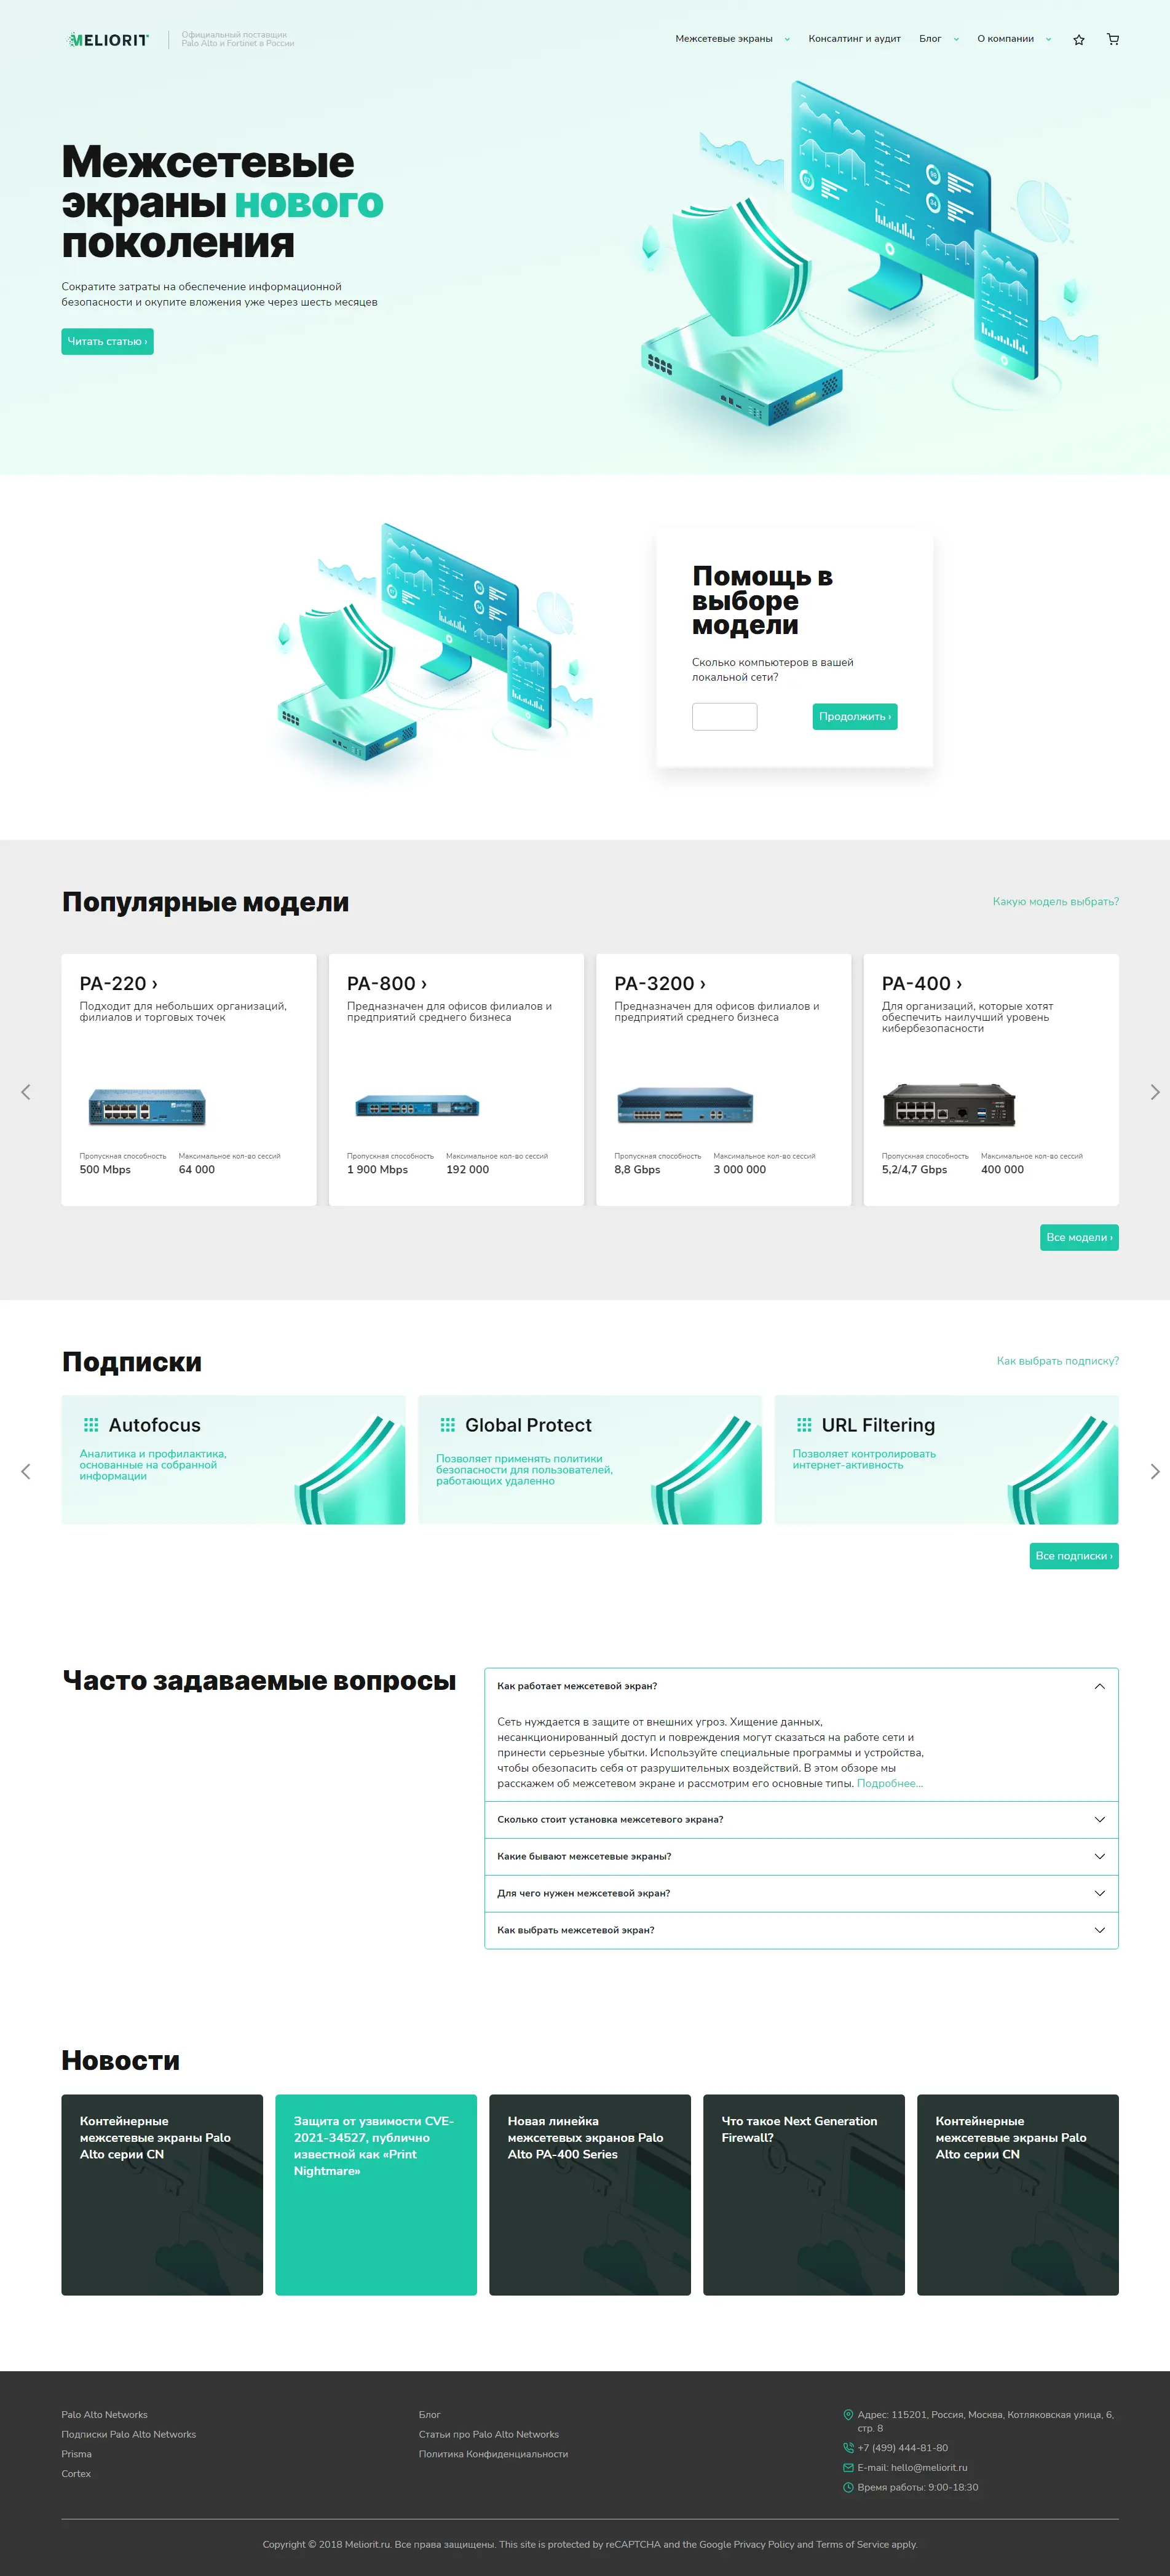 MELIORIT
Официальный поставщик
Palo Alto и Fortinet в России
Межсетевые экраны
Консалтинг и аудит
Блог
О компании
Межсетевые
экраны нового
поколения
Сократите затраты на обеспечение информационной
безопасности и окупите вложения уже через шесть месяцев
Читать статью ›
Помощь в
выборе
модели
Сколько компьютеров в вашей
локальной сети?
Продолжить ›
Популярные модели
Какую модель выбрать?
PA-220 ›
Подходит для небольших организаций,
филиалов и торговых точек
Пропускная способность
500 Mbps
Максимальное кол-во сессий
64 000
PA-800 ›
Предназначен для офисов филиалов и
предприятий среднего бизнеса
Пропускная способность
1 900 Mbps
Максимальное кол-во сессий
192 000
PA-3200 ›
Предназначен для офисов филиалов и
предприятий среднего бизнеса
Пропускная способность
8,8 Gbps
Максимальное кол-во сессий
3 000 000
PA-400 ›
Для организаций, которые хотят
обеспечить наилучший уровень
кибербезопасности
Пропускная способность
5,2/4,7 Gbps
Максимальное кол-во сессий
400 000
Все модели ›
Подписки
Как выбрать подписку?
Autofocus
Аналитика и профилактика,
основанные на собранной
информации
Global Protect
Позволяет применять политики
безопасности для пользователей,
работающих удаленно
URL Filtering
Позволяет контролировать
интернет-активность
Все подписки ›
Часто задаваемые вопросы
Как работает межсетевой экран?
Сеть нуждается в защите от внешних угроз. Хищение данных,
несанкционированный доступ и повреждения могут сказаться на работе сети и
принести серьезные убытки. Используйте специальные программы и устройства,
чтобы обезопасить себя от разрушительных воздействий. В этом обзоре мы
расскажем об межсетевом экране и рассмотрим его основные типы. Подробнее...
Сколько стоит установка межсетевого экрана?
Какие бывают межсетевые экраны?
Для чего нужен межсетевой экран?
Как выбрать межсетевой экран?
Новости
Контейнерные
межсетевые экраны Palo
Alto серии CN
Защита от узвимости CVE-
2021-34527, публично
известной как «Print
Nightmare»
Новая линейка
межсетевых экранов Palo
Alto PA-400 Series
Что такое Next Generation
Firewall?
Контейнерные
межсетевые экраны Palo
Alto серии CN
Palo Alto Networks
Подписки Palo Alto Networks
Prisma
Cortex
Блог
Статьи про Palo Alto Networks
Политика Конфиденциальности
Адрес: 115201, Россия, Москва, Котляковская улица, 6,
стр. 8
+7 (499) 444-81-80
E-mail: hello@meliorit.ru
Время работы: 9:00-18:30
Copyright © 2018 Meliorit.ru. Все права защищены. This site is protected by reCAPTCHA and the Google Privacy Policy and Terms of Service apply.